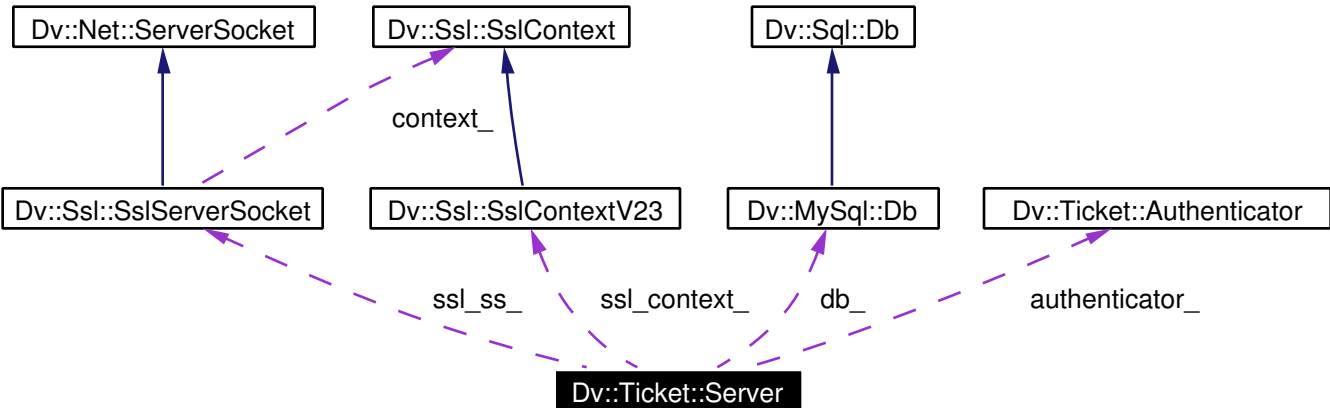 Dv::Net::ServerSocket
Dv::Ssl::SslContext
Dv::Sql::Db
context_
Dv::Ssl::SslServerSocket
Dv::Ssl::SslContextV23
Dv::MySql::Db
Dv::Ticket::Authenticator
ssl_ss_
ssl_context_
db_
authenticator_
Dv::Ticket::Server